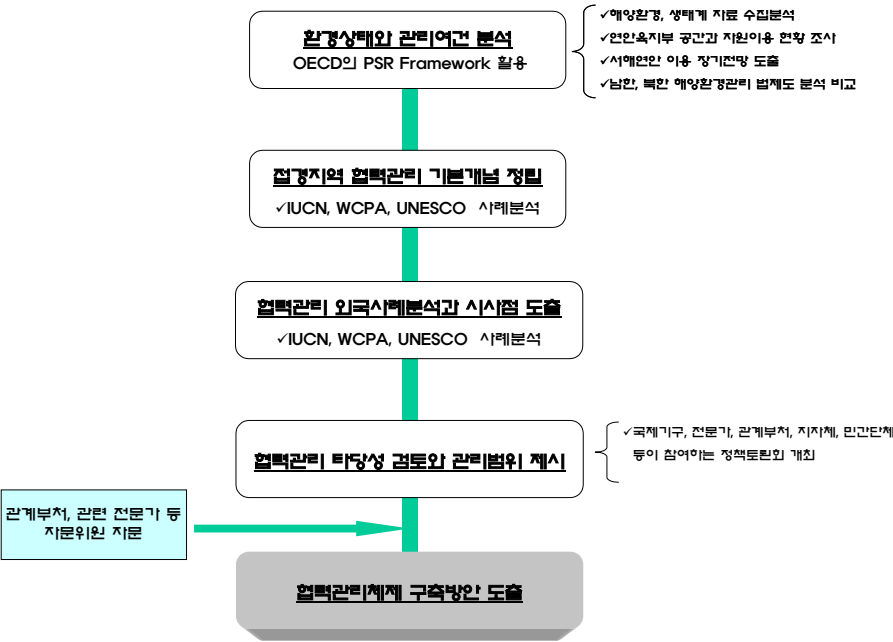 환경상태와 관리여건 분석
OECD의 PSR Framework 활용
✓해양환경, 생태계 자료 수집분석
✓연안육지부 공간과 자원이용 현황 조사
✓서해연안 이용 장기전망 도출
✓남한, 북한 해양환경관리 법제도 분석 비교
접경지역 협력관리 기본개념 정립
✓IUCN, WCPA, UNESCO 사례분석
협력관리 외국사례분석과 시사점 도출
✓IUCN, WCPA, UNESCO 사례분석
협력관리 타당성 검토와 관리범위 제시
✓국제기구, 전문가, 관계부처, 지자체, 민간단체
등이 참여하는 정책토론회 개최
관계부처, 관련 전문가 등
자문위원 자문
협력관리체제 구축방안 도출